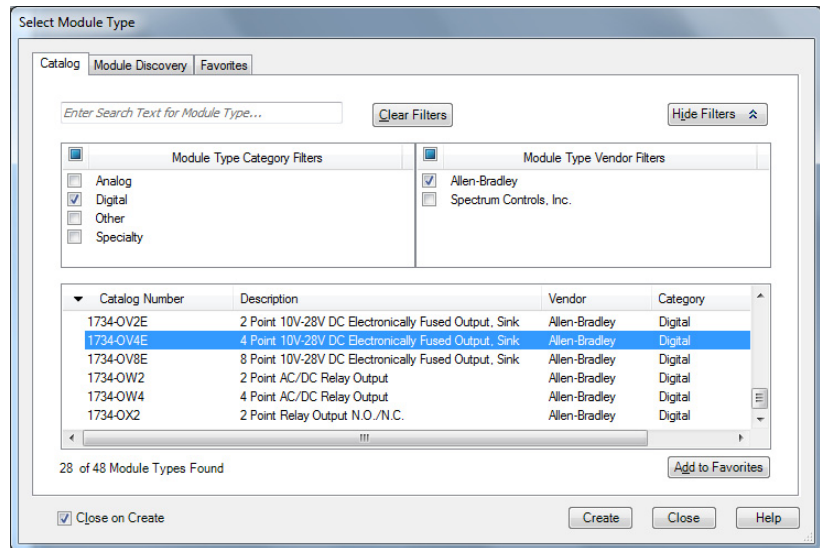 Select Module Type
Catalog Module Discovery Favorites
Enter Search Text for Module Type... Clear Filters Hide Filters
Module Type Category Filters Module Type Vendor Filters
Analog Allen-Bradley
Digital Spectrum Controls, Inc.
Other
Specialty
Catalog Number Description Vendor Category
1734-OV2E 2 Point 10V-28V DC Electronically Fused Output, Sink Allen-Bradley Digital
1734-OV4E 4 Point 10V-28V DC Electronically Fused Output, Sink Allen-Bradley Digital
1734-OV8E 8 Point 10V-28V DC Electronically Fused Output, Sink Allen-Bradley Digital
1734-OW2 2 Point AC/DC Relay Output Allen-Bradley Digital
1734-OW4 4 Point AC/DC Relay Output Allen-Bradley Digital
1734-OX2 2 Point Relay Output N.O./N.C. Allen-Bradley Digital
28 of 48 Module Types Found Add to Favorites
Close on Create Create Close Help